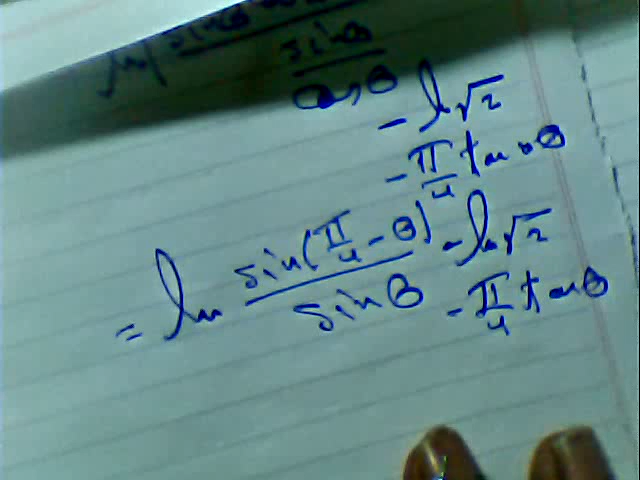 sinθ
cosθ
- ln√2
- π/4 tanθ
= ln sin(π/4 - θ)/sinθ - ln√2
- π/4 tanθ